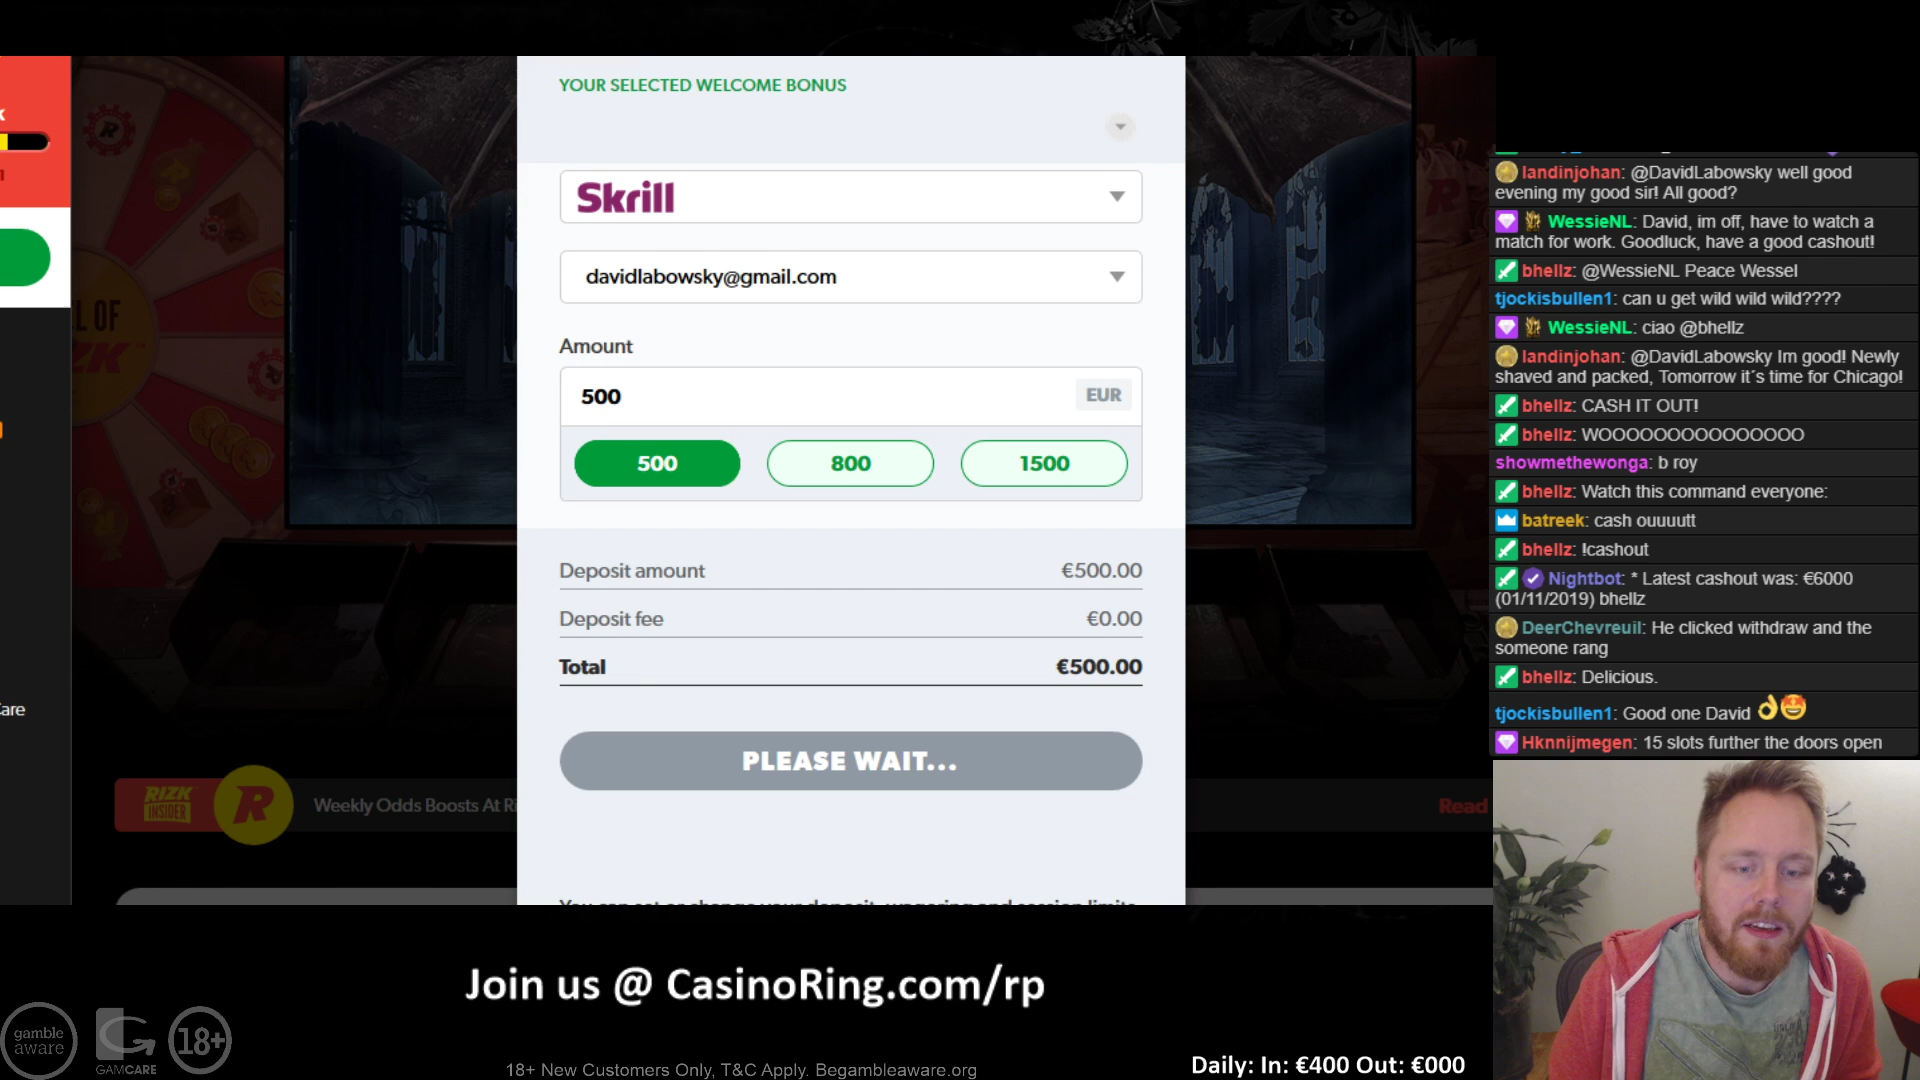 YOUR SELECTED WELCOME BONUS
Skrill
davidlabowsky@gmail.com
Amount
500
EUR
500
800
1500
Deposit amount
€500.00
Deposit fee
€0.00
Total
€500.00
PLEASE WAIT...
RIZK
INSIDER
R
Weekly Odds Boosts At Ri
Read
L OF
landinjohan: @DavidLabowsky well good
evening my good sir! All good?
WessieNL: David, im off, have to watch a
match for work. Goodluck, have a good cashout!
bhellz: @WessieNL Peace Wessel
tjockisbullen1: can u get wild wild wild????
WessieNL: ciao @bhellz
landinjohan: @DavidLabowsky Im good! Newly
shaved and packed, Tomorrow it´s time for Chicago!
bhellz: CASH IT OUT!
bhellz: WOOOOOOOOOOOOOOO
showmethewonga: b roy
bhellz: Watch this command everyone:
batreek: cash ouuuutt
bhellz: !cashout
Nightbot: * Latest cashout was: €6000
(01/11/2019) bhellz
DeerChevreuil: He clicked withdraw and the
someone rang
bhellz: Delicious.
tjockisbullen1: Good one David 👌🤩
Hknnijmegen: 15 slots further the doors open
Join us @ CasinoRing.com/rp
gamble
aware
GAMCARE
18+
18+ New Customers Only, T&C Apply. Begambleaware.org
Daily: In: €400 Out: €000